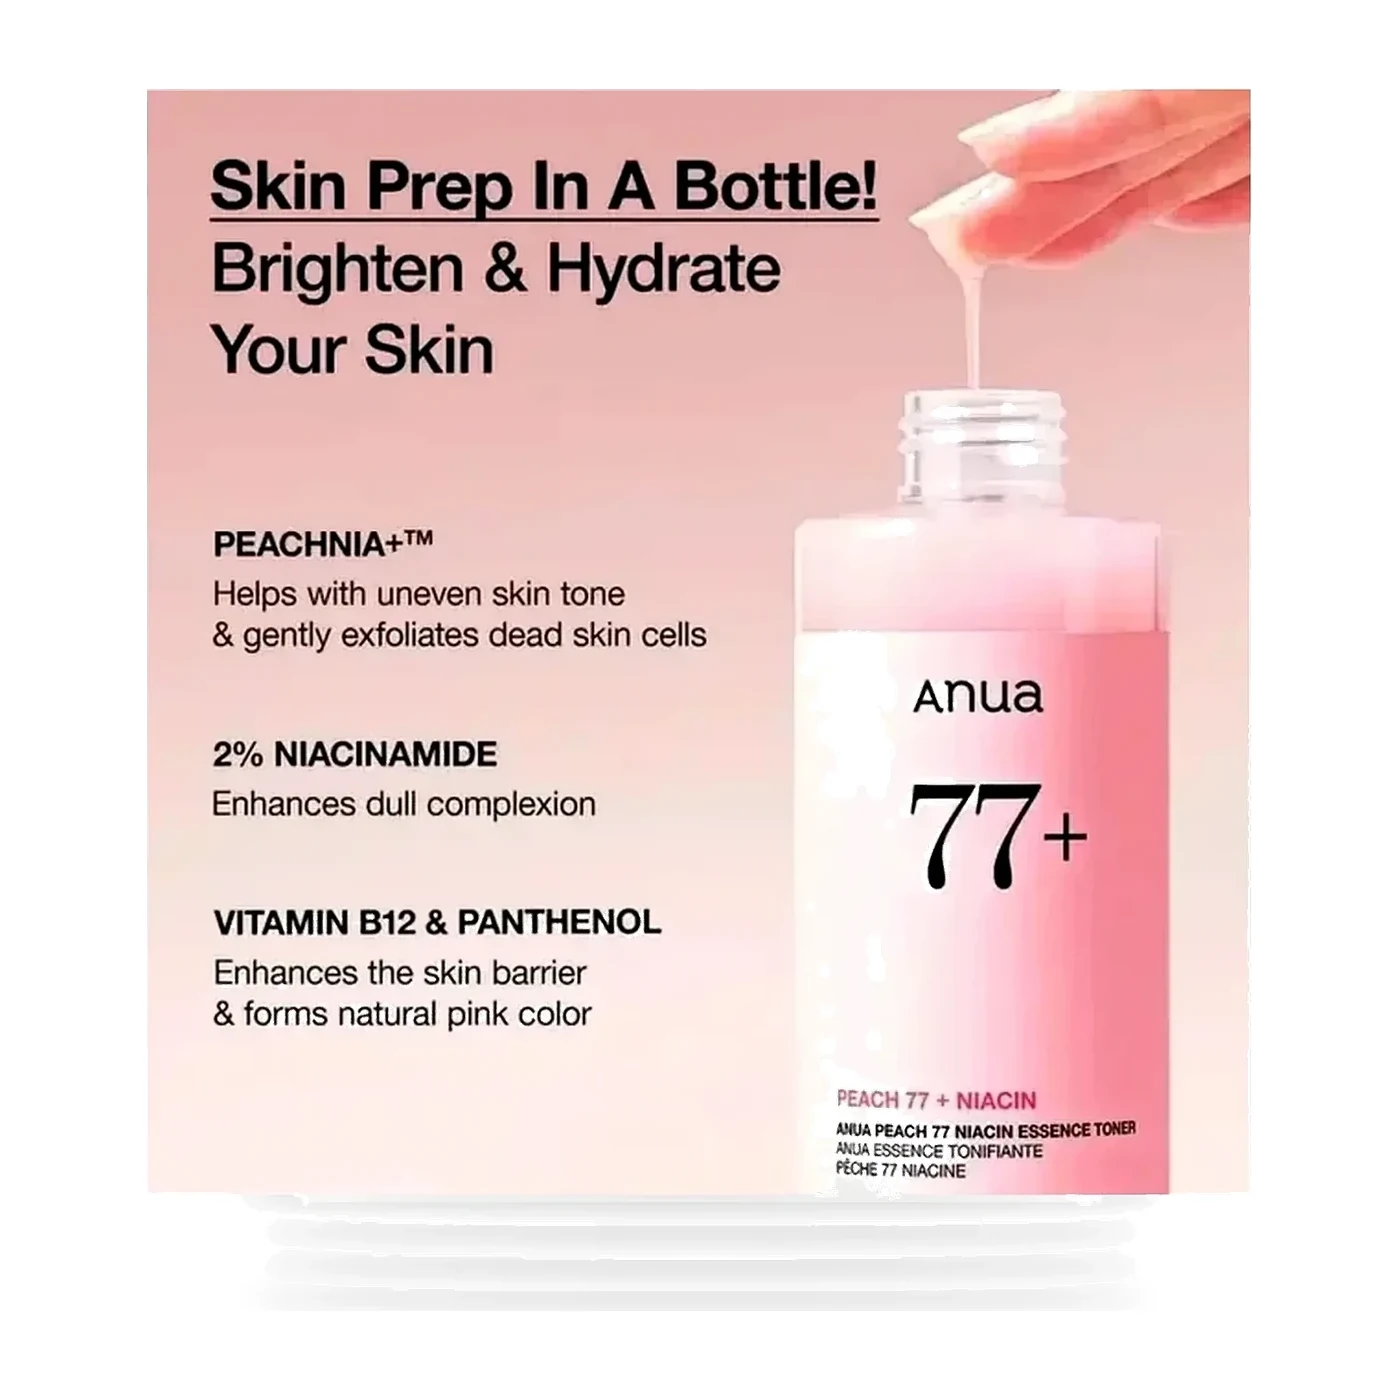 Skin Prep In A Bottle!
Brighten & Hydrate
Your Skin
PEACHNIA+™
Helps with uneven skin tone
& gently exfoliates dead skin cells
2% NIACINAMIDE
Enhances dull complexion
VITAMIN B12 & PANTHENOL
Enhances the skin barrier
& forms natural pink color
Anua
77+
PEACH 77 + NIACIN
ANUA PEACH 77 NIACIN ESSENCE TONER
ANUA ESSENCE TONIFIANTE
PÊCHE 77 NIACINE